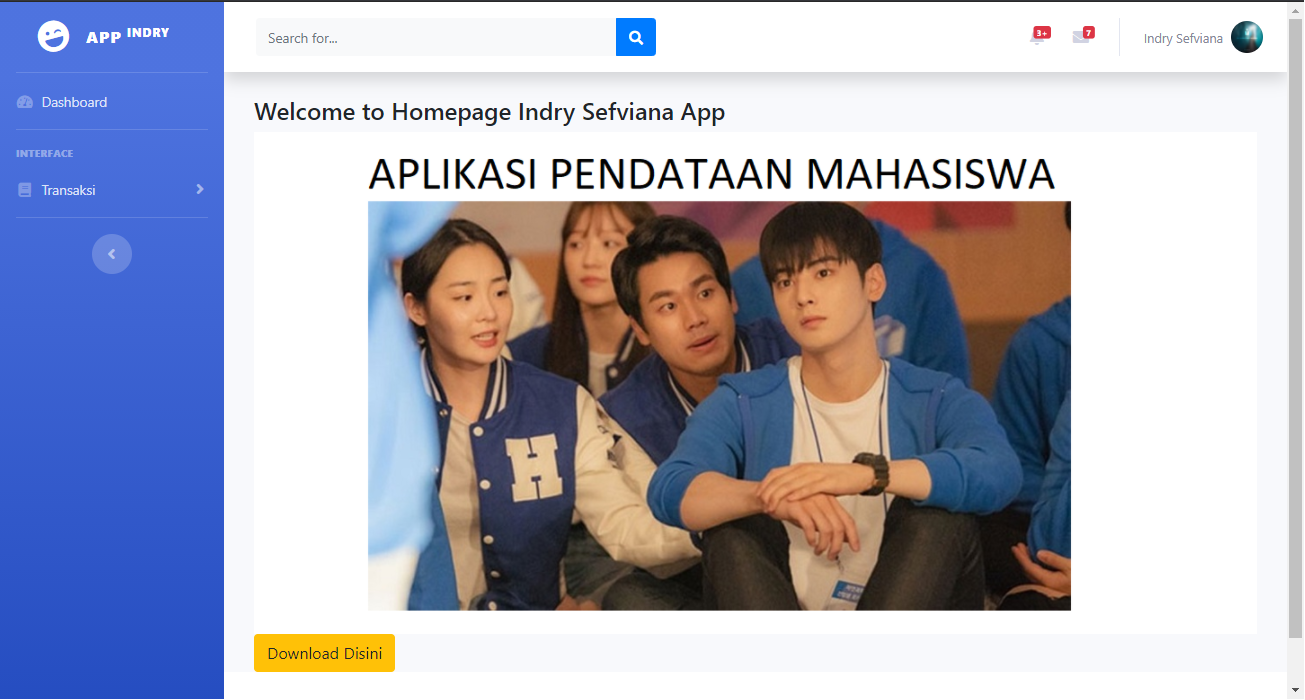 APP INDRY
Search for...
3+
7
Indry Sefviana
Dashboard
INTERFACE
Transaksi
Welcome to Homepage Indry Sefviana App
APLIKASI PENDATAAN MAHASISWA
H
Download Disini